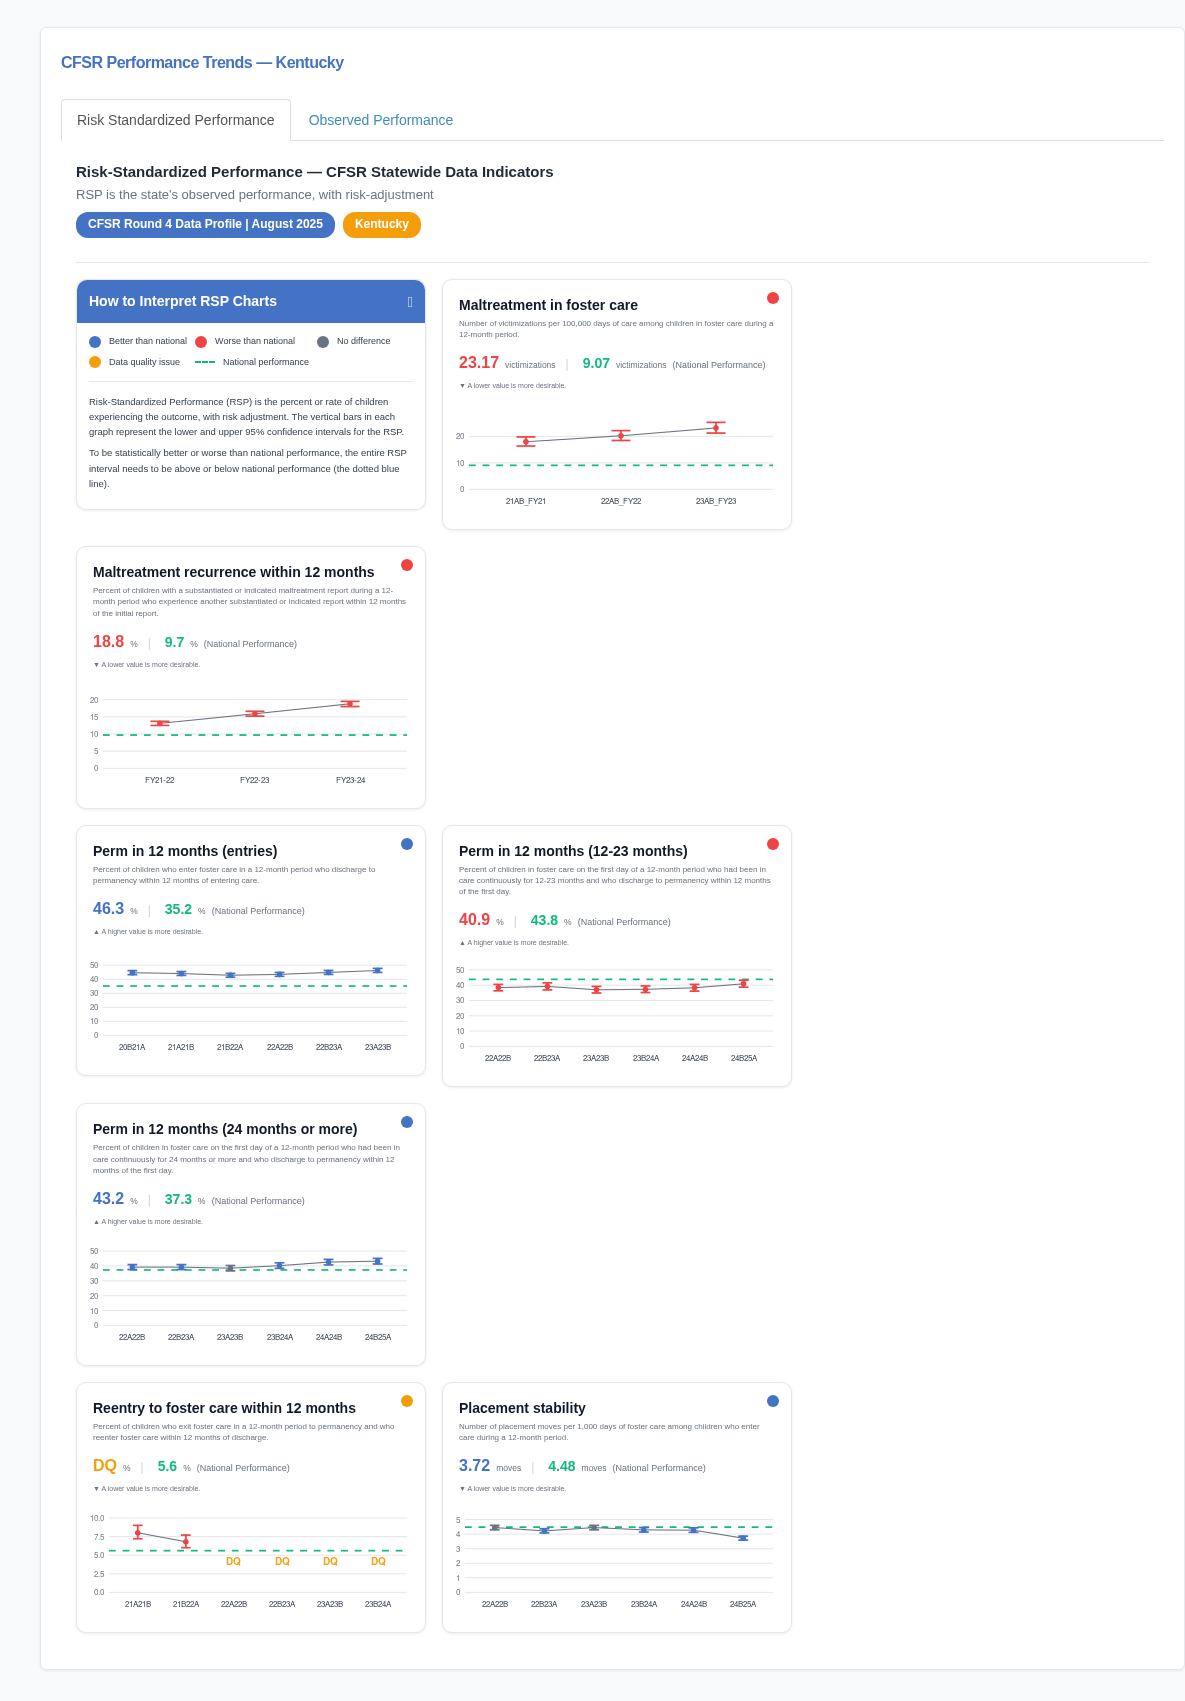 CFSR Performance Trends — Kentucky
Risk Standardized Performance
Observed Performance
Risk-Standardized Performance — CFSR Statewide Data Indicators
RSP is the state's observed performance, with risk-adjustment
CFSR Round 4 Data Profile | August 2025
Kentucky
How to Interpret RSP Charts
Better than national
Worse than national
No difference
Data quality issue
National performance
Risk-Standardized Performance (RSP) is the percent or rate of children
experiencing the outcome, with risk adjustment. The vertical bars in each
graph represent the lower and upper 95% confidence intervals for the RSP.
To be statistically better or worse than national performance, the entire RSP
interval needs to be above or below national performance (the dotted blue
line).
Maltreatment in foster care
Number of victimizations per 100,000 days of care among children in foster care during a
12-month period.
23.17 victimizations | 9.07 victimizations (National Performance)
▼ A lower value is more desirable.
20
10
0
21AB_FY21 22AB_FY22 23AB_FY23
Maltreatment recurrence within 12 months
Percent of children with a substantiated or indicated maltreatment report during a 12-
month period who experience another substantiated or indicated report within 12 months
of the initial report.
18.8 % | 9.7 % (National Performance)
▼ A lower value is more desirable.
20
15
10
5
0
FY21-22 FY22-23 FY23-24
Perm in 12 months (entries)
Percent of children who enter foster care in a 12-month period who discharge to
permanency within 12 months of entering care.
46.3 % | 35.2 % (National Performance)
▲ A higher value is more desirable.
50
40
30
20
10
0
20B21A 21A21B 21B22A 22A22B 22B23A 23A23B
Perm in 12 months (12-23 months)
Percent of children in foster care on the first day of a 12-month period who had been in
care continuously for 12-23 months and who discharge to permanency within 12 months
of the first day.
40.9 % | 43.8 % (National Performance)
▲ A higher value is more desirable.
50
40
30
20
10
0
22A22B 22B23A 23A23B 23B24A 24A24B 24B25A
Perm in 12 months (24 months or more)
Percent of children in foster care on the first day of a 12-month period who had been in
care continuously for 24 months or more and who discharge to permanency within 12
months of the first day.
43.2 % | 37.3 % (National Performance)
▲ A higher value is more desirable.
50
40
30
20
10
0
22A22B 22B23A 23A23B 23B24A 24A24B 24B25A
Reentry to foster care within 12 months
Percent of children who exit foster care in a 12-month period to permanency and who
reenter foster care within 12 months of discharge.
DQ % | 5.6 % (National Performance)
▼ A lower value is more desirable.
10.0
7.5
5.0
2.5
0.0
DQ DQ DQ DQ
21A21B 21B22A 22A22B 22B23A 23A23B 23B24A
Placement stability
Number of placement moves per 1,000 days of foster care among children who enter
care during a 12-month period.
3.72 moves | 4.48 moves (National Performance)
▼ A lower value is more desirable.
5
4
3
2
1
0
22A22B 22B23A 23A23B 23B24A 24A24B 24B25A